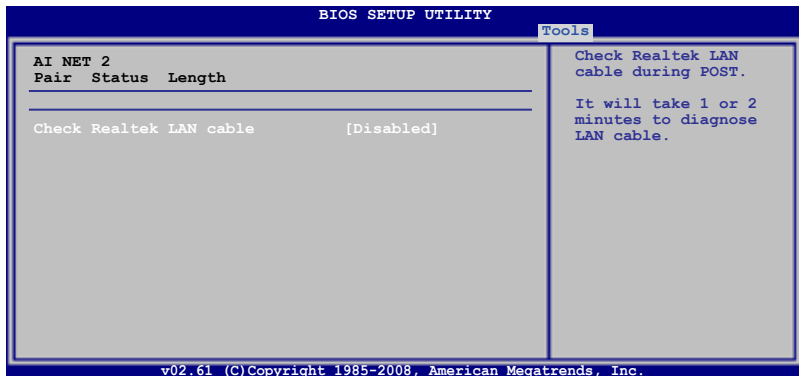 BIOS SETUP UTILITY
Tools
AI NET 2
Pair Status Length
Check Realtek LAN cable [Disabled]
Check Realtek LAN
cable during POST.
It will take 1 or 2
minutes to diagnose
LAN cable.
v02.61 (C)Copyright 1985-2008, American Megatrends, Inc.